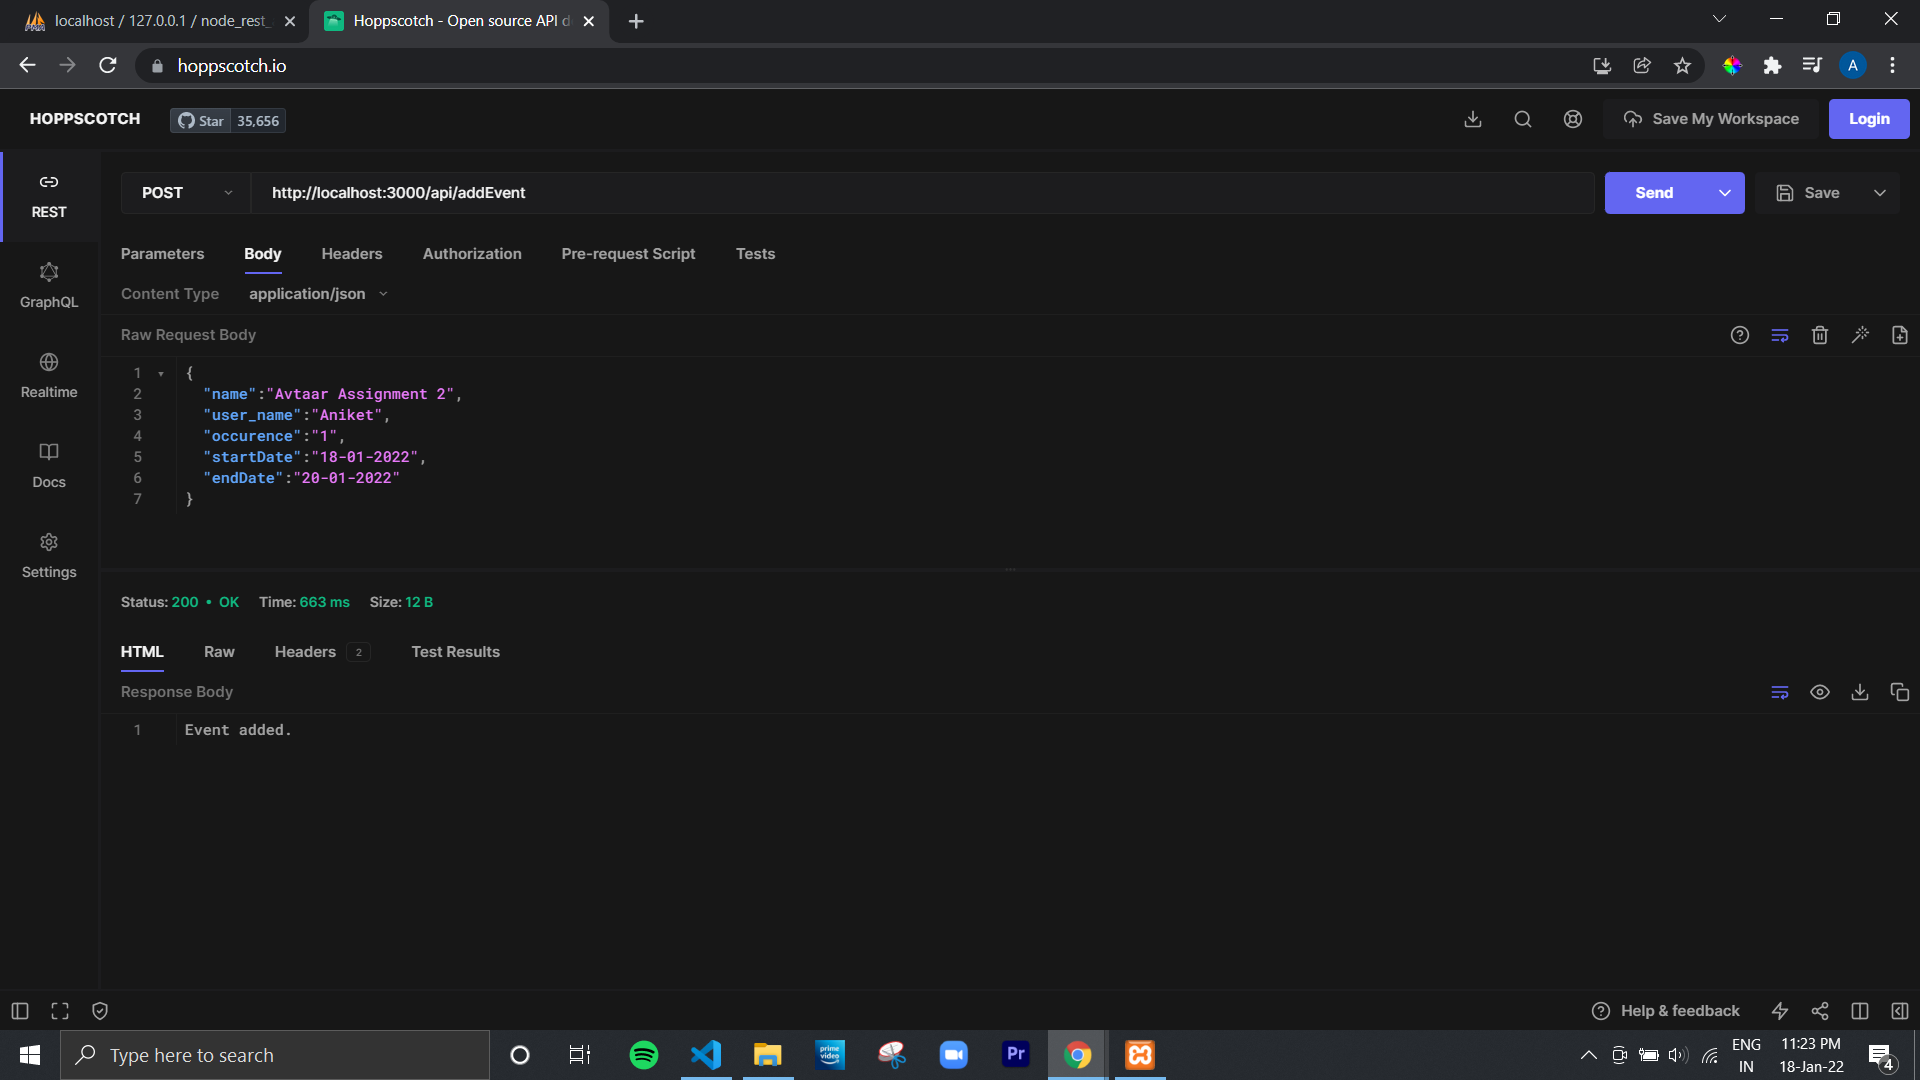 localhost / 127.0.0.1 / node_rest_
Hoppscotch - Open source API d
hoppscotch.io
A
HOPPSCOTCH
Star 35,656
Save My Workspace
Login
REST
GraphQL
Realtime
Docs
Settings
POST
http://localhost:3000/api/addEvent
Send
Save
Parameters Body Headers Authorization Pre-request Script Tests
Content Type application/json
Raw Request Body
1 {
2 "name":"Avtaar Assignment 2",
3 "user_name":"Aniket",
4 "occurence":"1",
5 "startDate":"18-01-2022",
6 "endDate":"20-01-2022"
7 }
Status: 200 • OK Time: 663 ms Size: 12 B
HTML Raw Headers 2 Test Results
Response Body
1 Event added.
Help & feedback
Type here to search
prime video
Pr
ENG
IN
11:23 PM
18-Jan-22
4